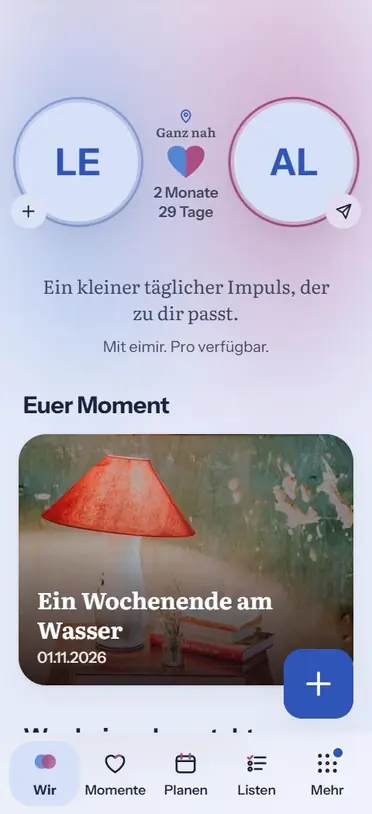 Ganz nah
LE
AL
2 Monate
29 Tage
Ein kleiner täglicher Impuls, der
zu dir passt.
Mit eimir. Pro verfügbar.
Euer Moment
Ein Wochenende am
Wasser
01.11.2026
Wir
Momente
Planen
Listen
Mehr